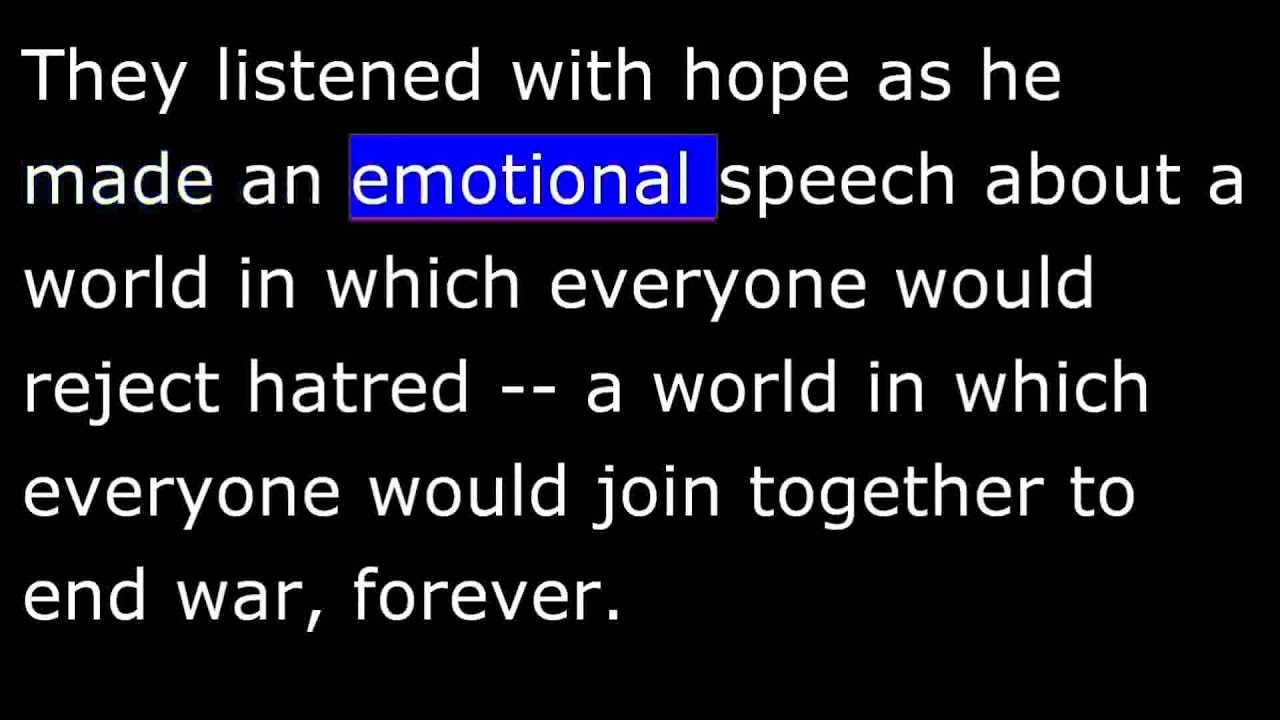 They listened with hope as he
made an emotional speech about a
world in which everyone would
reject hatred -- a world in which
everyone would join together to
end war, forever.